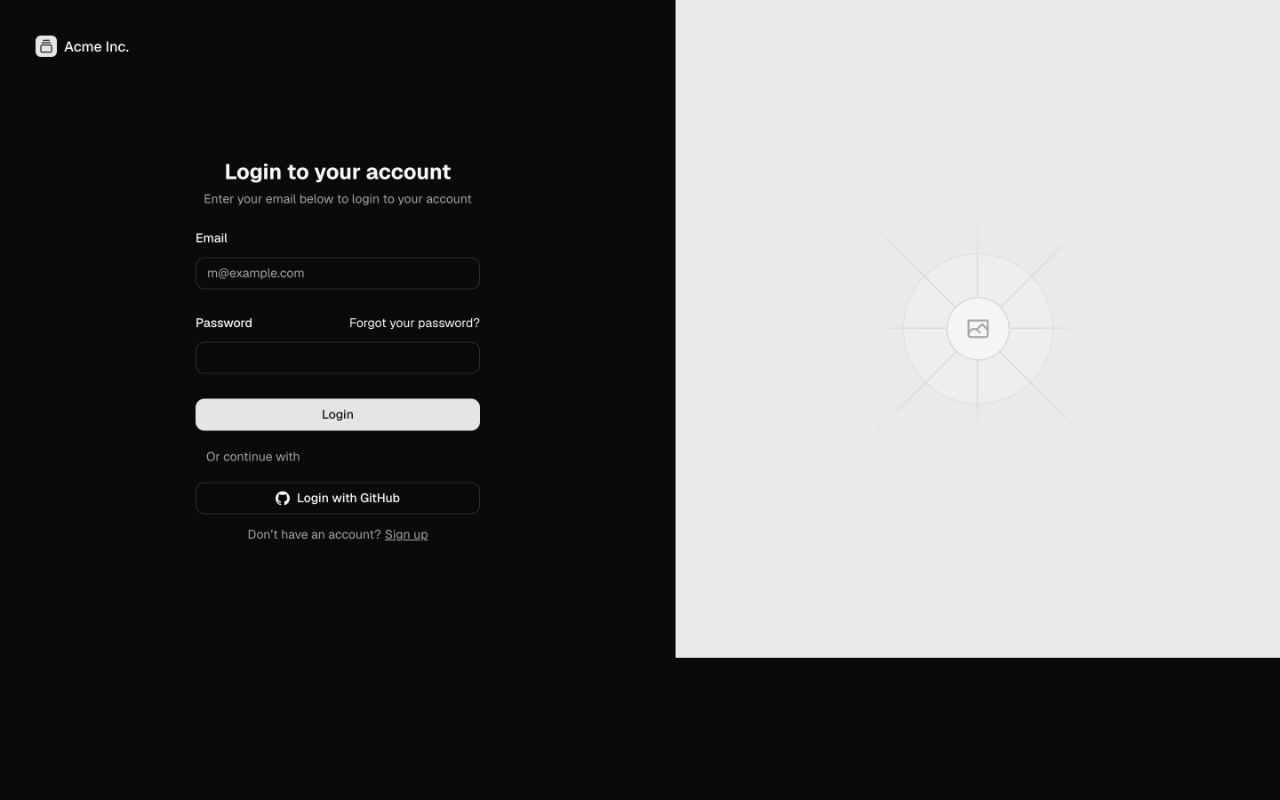 Acme Inc.
Login to your account
Enter your email below to login to your account
Email
m@example.com
Password Forgot your password?
Login
Or continue with
Login with GitHub
Don't have an account? Sign up